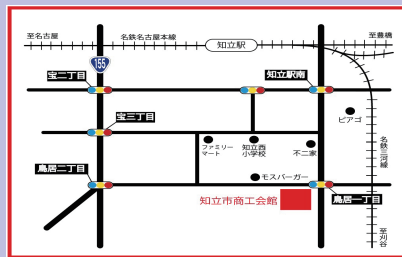 至名古屋
名鉄名古屋本線
知立駅
至豊橋
155
宝二丁目
知立駅南
ピアゴ
宝三丁目
ファミリー
マート
知立西
小学校
不二家
名鉄三河線
鳥居二丁目
モスバーガー
知立市商工会館
鳥居一丁目
至刈谷